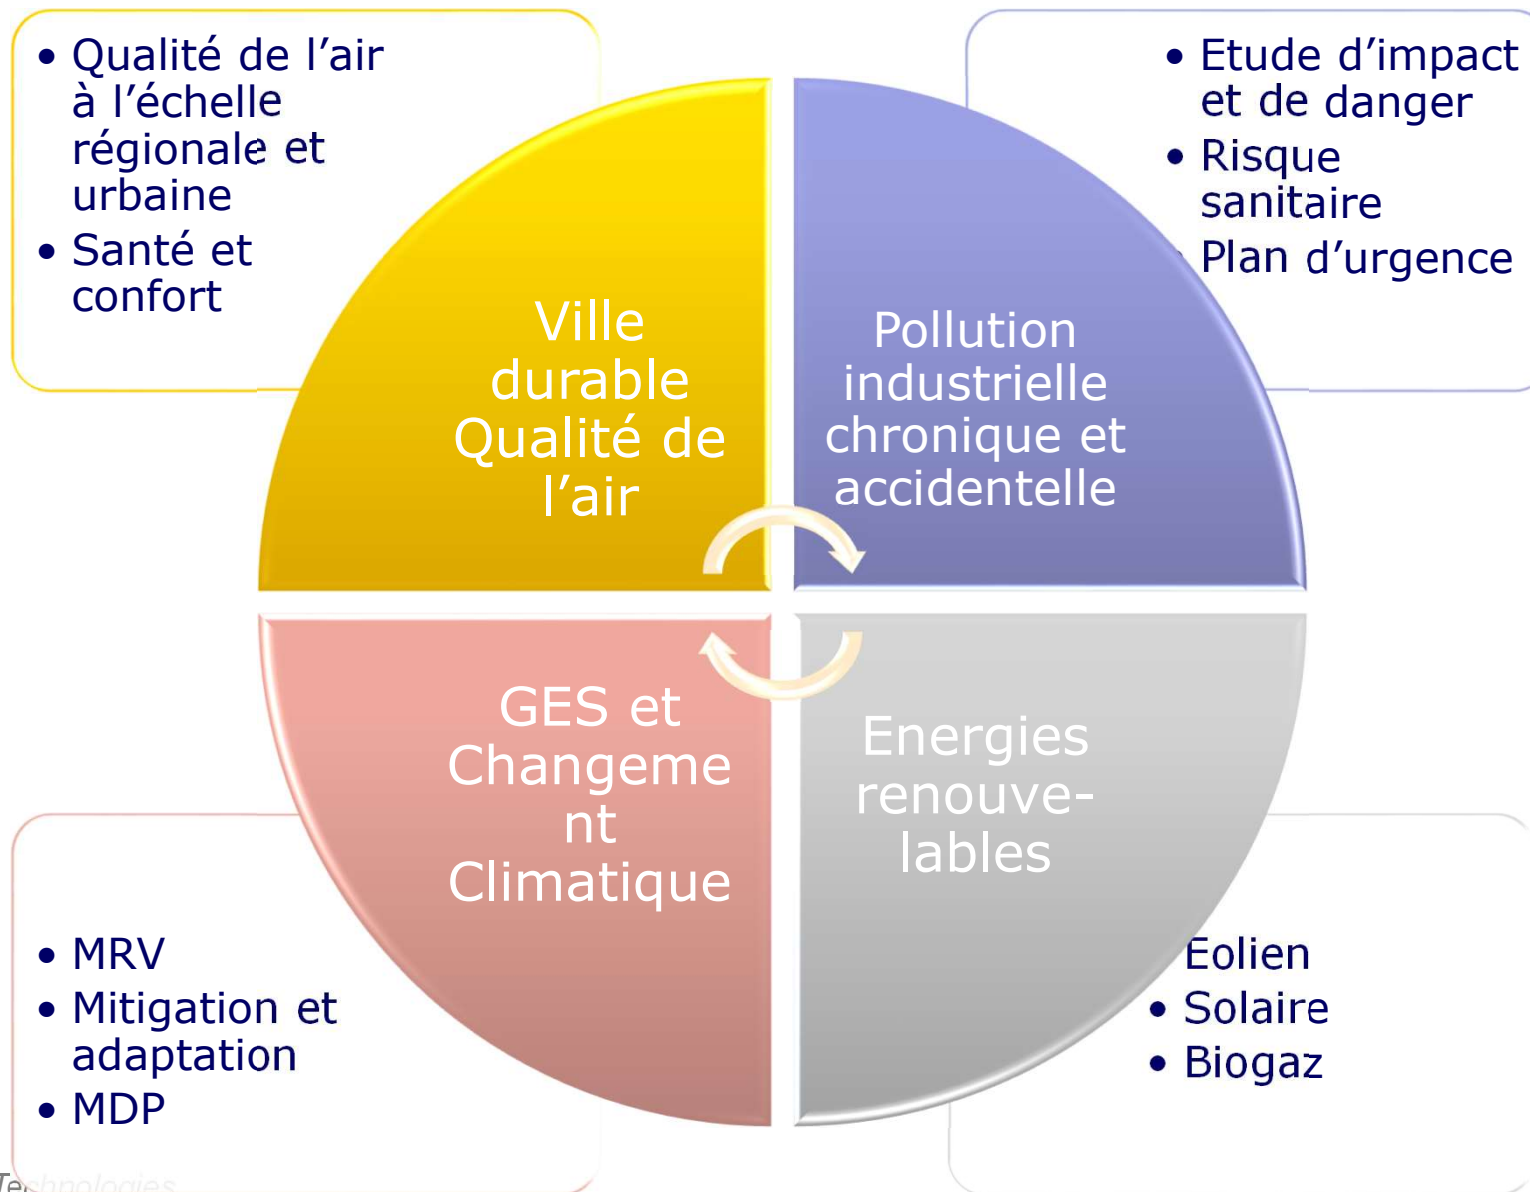 • Qualité de l’air
à l’échelle
régionale et
urbaine
• Santé et
confort
• Etude d’impact
et de danger
• Risque
sanitaire
• Plan d’urgence
Ville
durable
Qualité de
l’air
Pollution
industrielle
chronique et
accidentelle
GES et
Changeme
nt
Climatique
Energies
renouve-
lables
• MRV
• Mitigation et
adaptation
• MDP
Eolien
• Solaire
• Biogaz
Technologies